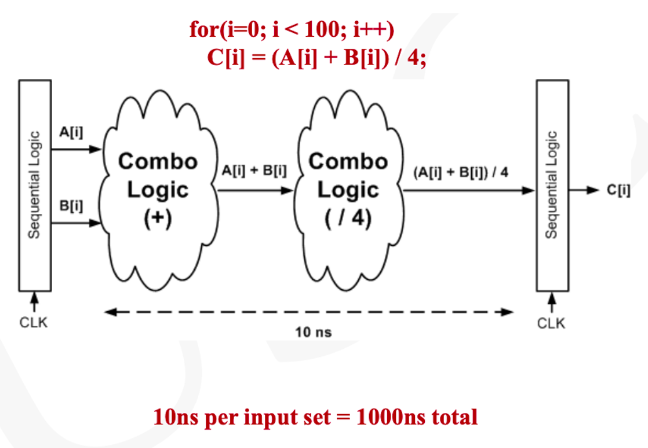 for(i=0; i < 100; i++)
C[i] = (A[i] + B[i]) / 4;
Sequential Logic
A[i]
B[i]
CLK
Combo
Logic
(+)
A[i] + B[i]
Combo
Logic
( / 4)
(A[i] + B[i]) / 4
Sequential Logic
C[i]
CLK
10 ns
10ns per input set = 1000ns total